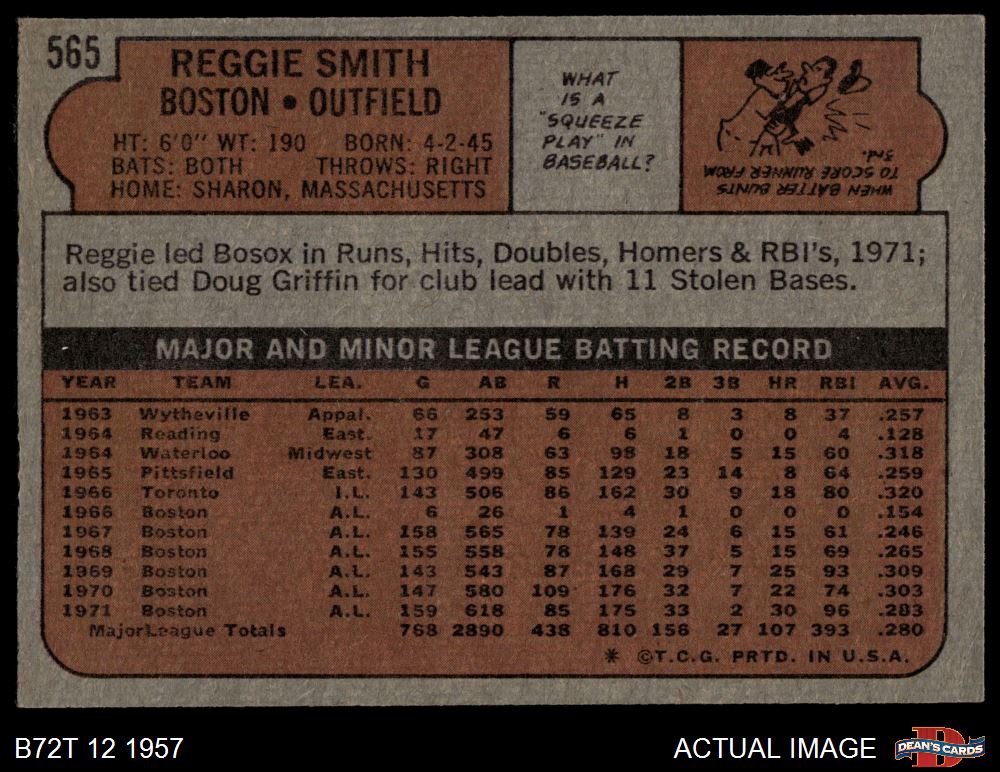 565
REGGIE SMITH
BOSTON • OUTFIELD
HT: 6'0" WT: 190 BORN: 4-2-45
BATS: BOTH THROWS: RIGHT
HOME: SHARON, MASSACHUSETTS
WHAT
IS A
"SQUEEZE
PLAY" IN
BASEBALL?
WHEN BATTER BUNTS
TO SCORE RUNNER FROM
3rd.
Reggie led Bosox in Runs, Hits, Doubles, Homers & RBI's, 1971;
also tied Doug Griffin for club lead with 11 Stolen Bases.
MAJOR AND MINOR LEAGUE BATTING RECORD
YEAR TEAM LEA. G AB R H 2B 3B HR RBI AVG.
1963 Wytheville Appal. 66 253 59 65 8 3 8 37 .257
1964 Reading East. 17 47 6 6 1 0 0 4 .128
1964 Waterloo Midwest 87 308 63 98 18 5 15 60 .318
1965 Pittsfield East. 130 499 85 129 23 14 8 64 .259
1966 Toronto I.L. 143 506 86 162 30 9 18 80 .320
1966 Boston A.L. 6 26 1 4 1 0 0 0 .154
1967 Boston A.L. 158 565 78 139 24 6 15 61 .246
1968 Boston A.L. 155 558 78 148 37 5 15 69 .265
1969 Boston A.L. 143 543 87 168 29 7 25 93 .309
1970 Boston A.L. 147 580 109 176 32 7 22 74 .303
1971 Boston A.L. 159 618 85 175 33 2 30 96 .283
Major League Totals 768 2890 438 810 156 27 107 393 .280
* ©T.C.G. PRTD. IN U.S.A.
B72T 12 1957
ACTUAL IMAGE
D
DEAN'S CARDS